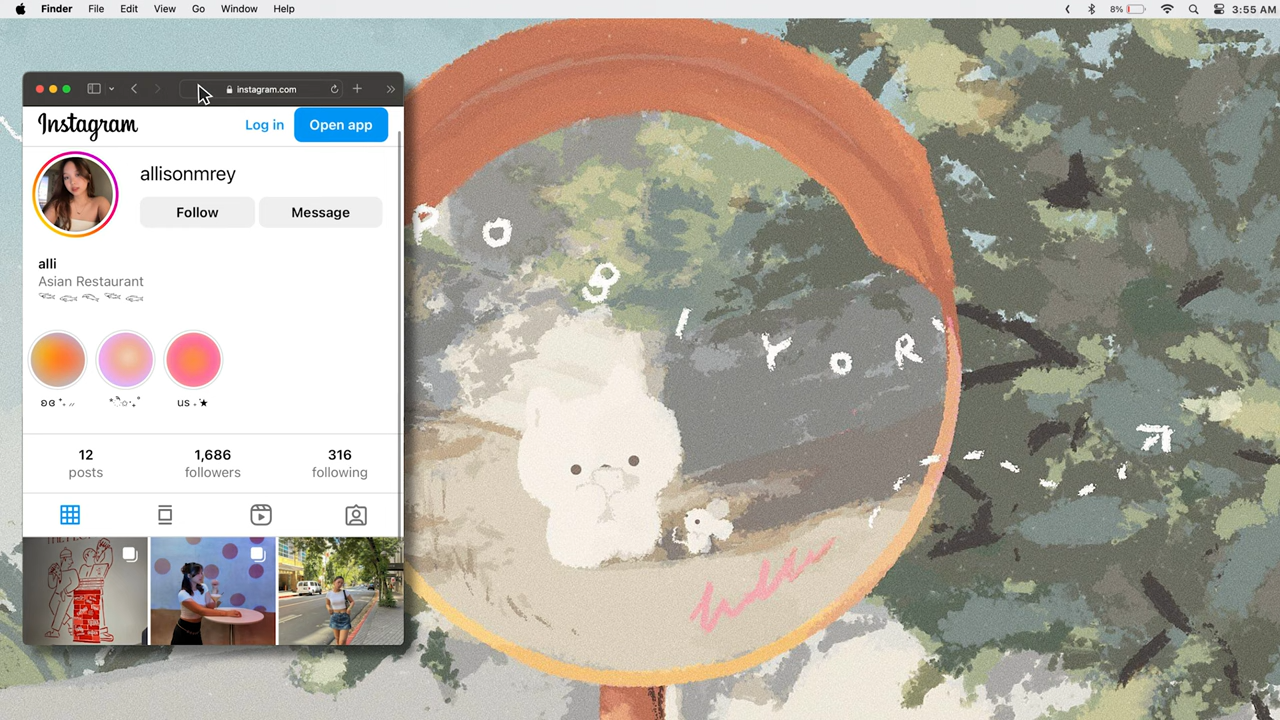 Finder File Edit View Go Window Help 8% 3:55 AM
instagram.com
Instagram Log in Open app
allisonmrey
Follow Message
alli
Asian Restaurant
us
12 1,686 316
posts followers following
P O
g
I Y O R